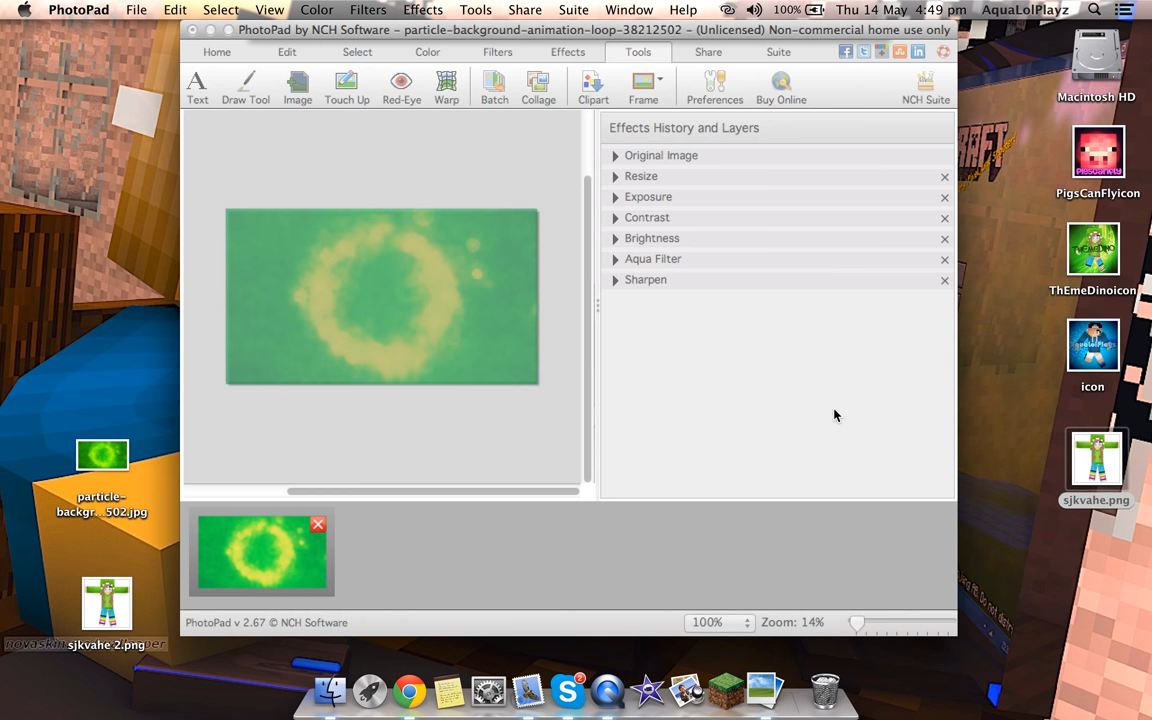 PhotoPad File Edit Select View Color Filters Effects Tools Share Suite Window Help 100% Thu 14 May 4:49 pm AquaLolPlayz
PhotoPad by NCH Software - particle-background-animation-loop-38212502 - (Unlicensed) Non-commercial home use only
Home Edit Select Color Filters Effects Tools Share Suite
Text Draw Tool Image Touch Up Red-Eye Warp Batch Collage Clipart Frame Preferences Buy Online NCH Suite
Effects History and Layers
Original Image
Resize
Exposure
Contrast
Brightness
Aqua Filter
Sharpen
PhotoPad v 2.67 © NCH Software
100%
Zoom: 14%
Macintosh HD
PigsCanFlyicon
ThEmeDinoicon
icon
sjkvahe.png
particle-
backgr...502.jpg
sjkvahe 2.png
2